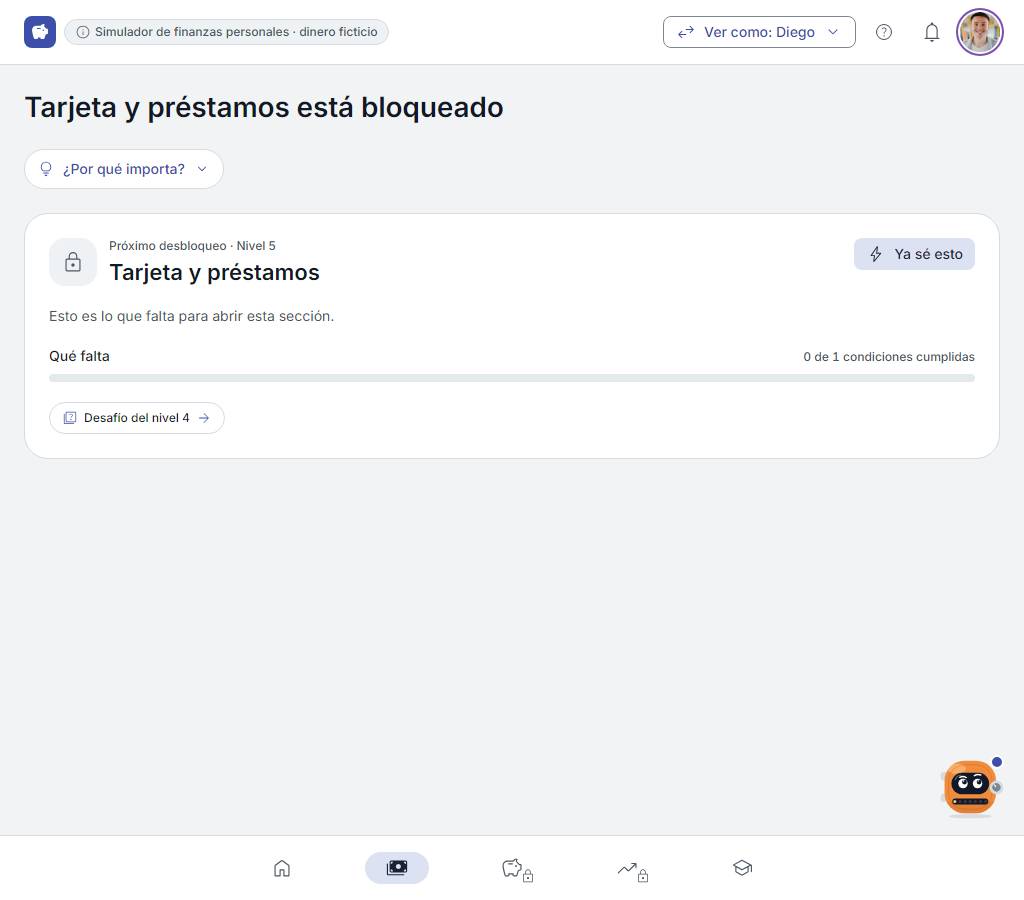 Simulador de finanzas personales · dinero ficticio
Ver como: Diego
Tarjeta y préstamos está bloqueado
¿Por qué importa?
Próximo desbloqueo · Nivel 5
Tarjeta y préstamos
Ya sé esto
Esto es lo que falta para abrir esta sección.
Qué falta
0 de 1 condiciones cumplidas
Desafío del nivel 4